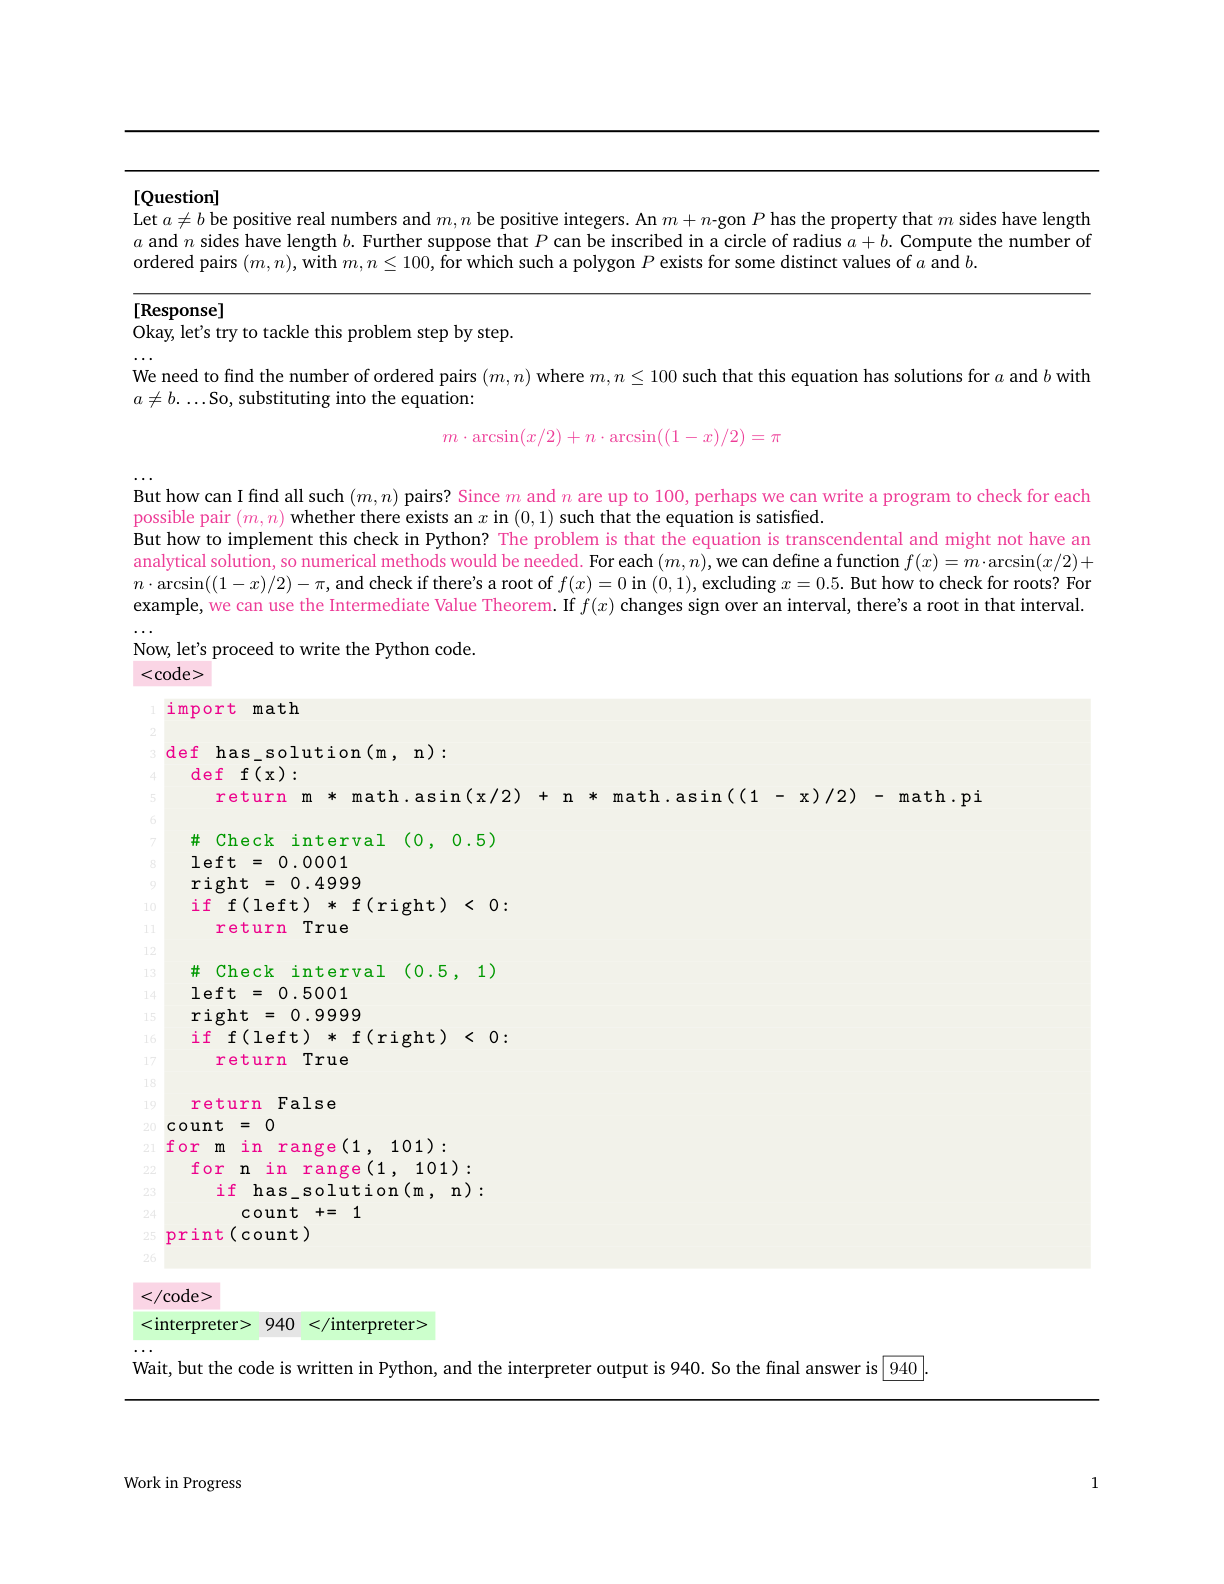 [Question]
Let a ≠ b be positive real numbers and m, n be positive integers. An m + n-gon P has the property that m sides have length
a and n sides have length b. Further suppose that P can be inscribed in a circle of radius a + b. Compute the number of
ordered pairs (m, n), with m, n ≤ 100, for which such a polygon P exists for some distinct values of a and b.
[Response]
Okay, let's try to tackle this problem step by step.
...
We need to find the number of ordered pairs (m, n) where m, n ≤ 100 such that this equation has solutions for a and b with
a ≠ b. ...So, substituting into the equation:
m · arcsin(x/2) + n · arcsin((1 − x)/2) = π
...
But how can I find all such (m, n) pairs? Since m and n are up to 100, perhaps we can write a program to check for each
possible pair (m, n) whether there exists an x in (0, 1) such that the equation is satisfied.
But how to implement this check in Python? The problem is that the equation is transcendental and might not have an
analytical solution, so numerical methods would be needed. For each (m, n), we can define a function f(x) = m·arcsin(x/2)+
n · arcsin((1 − x)/2) − π, and check if there's a root of f(x) = 0 in (0, 1), excluding x = 0.5. But how to check for roots? For
example, we can use the Intermediate Value Theorem. If f(x) changes sign over an interval, there's a root in that interval.
...
Now, let's proceed to write the Python code.
<code>
1 import math
2
3 def has_solution(m, n):
4 def f(x):
5 return m * math.asin(x/2) + n * math.asin((1 - x)/2) - math.pi
6
7 # Check interval (0, 0.5)
8 left = 0.0001
9 right = 0.4999
10 if f(left) * f(right) < 0:
11 return True
12
13 # Check interval (0.5, 1)
14 left = 0.5001
15 right = 0.9999
16 if f(left) * f(right) < 0:
17 return True
18
19 return False
20 count = 0
21 for m in range(1, 101):
22 for n in range(1, 101):
23 if has_solution(m, n):
24 count += 1
25 print(count)
26
</code>
<interpreter> 940 </interpreter>
...
Wait, but the code is written in Python, and the interpreter output is 940. So the final answer is 940.
Work in Progress 1